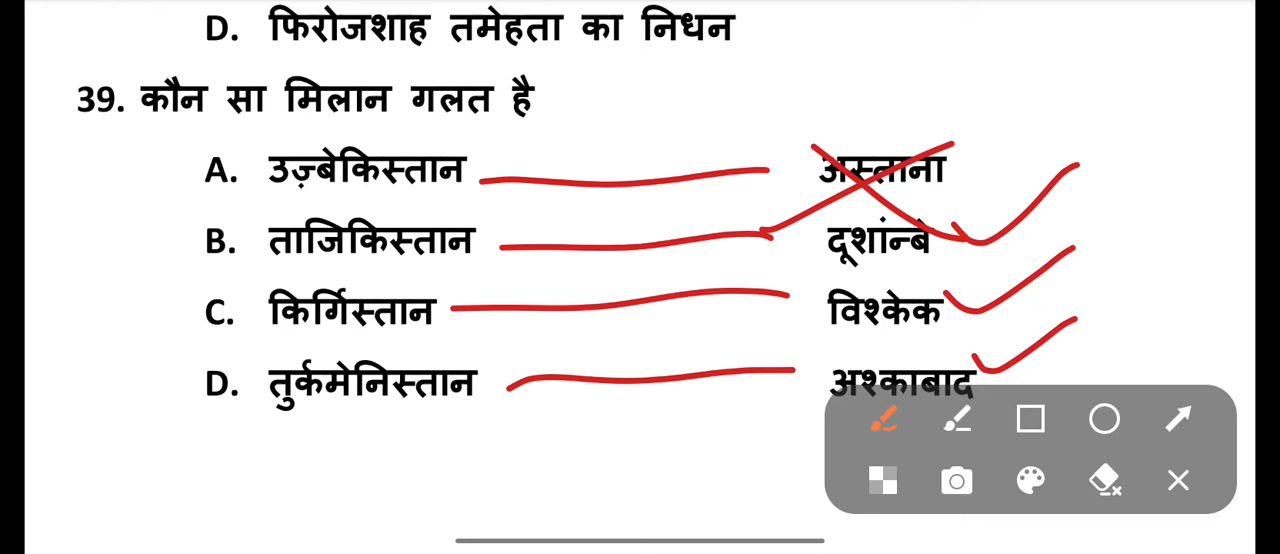 D. फिरोजशाह तमेहता का निधन
39. कौन सा मिलान गलत है
A. उज़्बेकिस्तान अस्ताना
B. ताजिकिस्तान दूशांन्बे
C. किर्गिस्तान विश्केक
D. तुर्कमेनिस्तान अश्काबाद